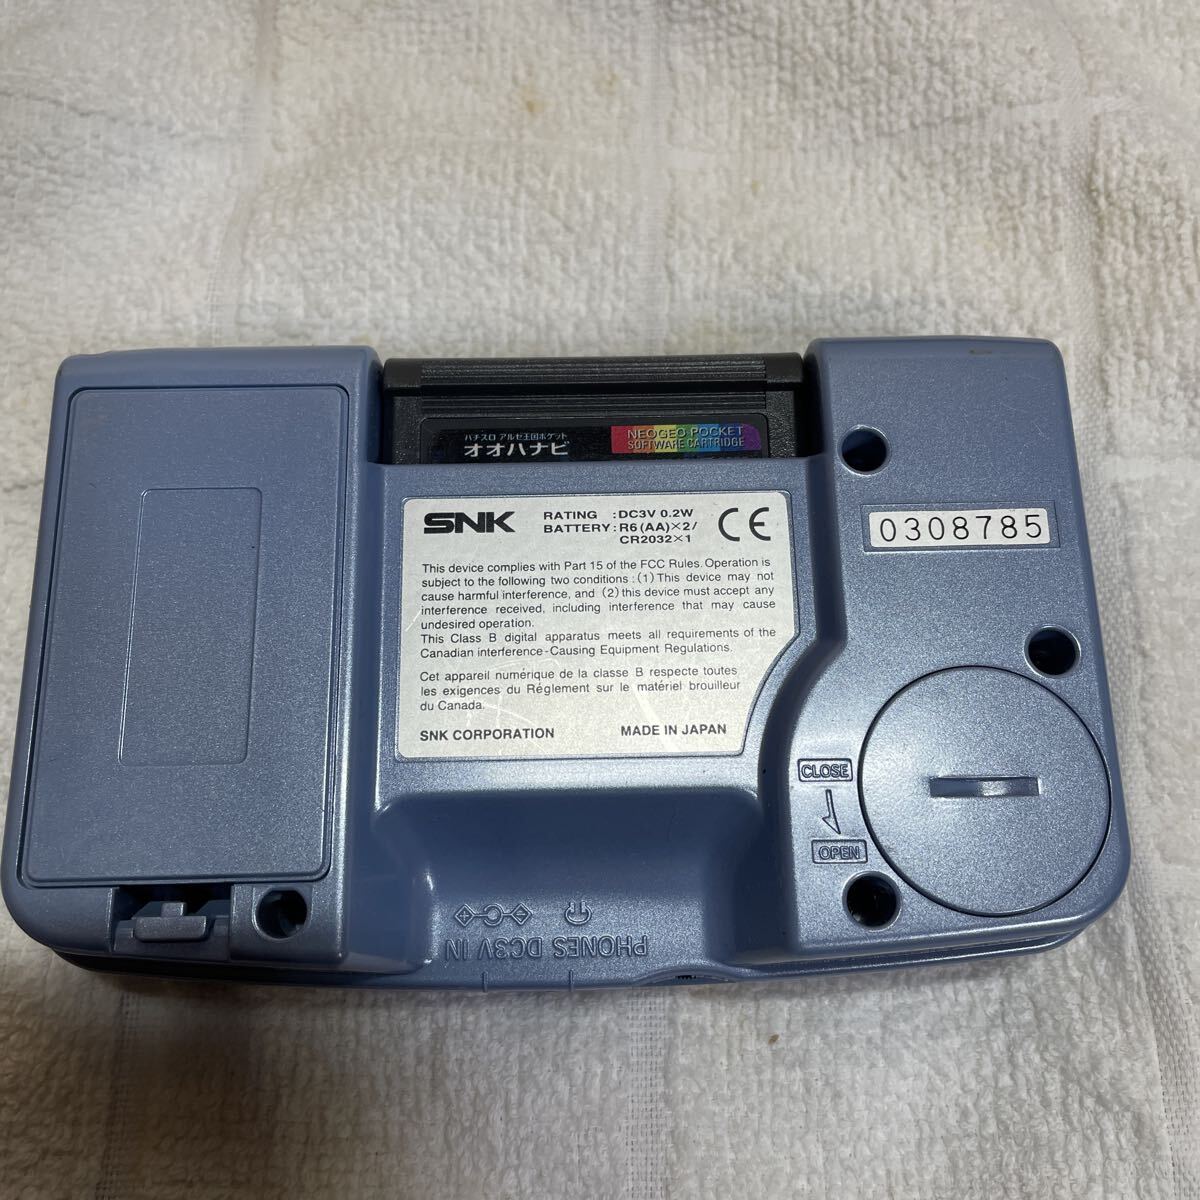 パチスロ アルゼ王国ポケット
オオハナビ
NEOGEO POCKET
SOFTWARE CARTRIDGE
SNK
RATING :DC3V 0.2W
BATTERY:R6(AA)×2/
CR2032×1
CE
0308785
This device complies with Part 15 of the FCC Rules. Operation is
subject to the following two conditions : (1) This device may not
cause harmful interference, and (2) this device must accept any
interference received, including interference that may cause
undesired operation.
This Class B digital apparatus meets all requirements of the
Canadian interference-Causing Equipment Regulations.
Cet appareil numérique de la classe B respecte toutes
les exigences du Réglement sur le matériel brouilleur
du Canada.
SNK CORPORATION MADE IN JAPAN
CLOSE
OPEN
PHONES DC3V IN